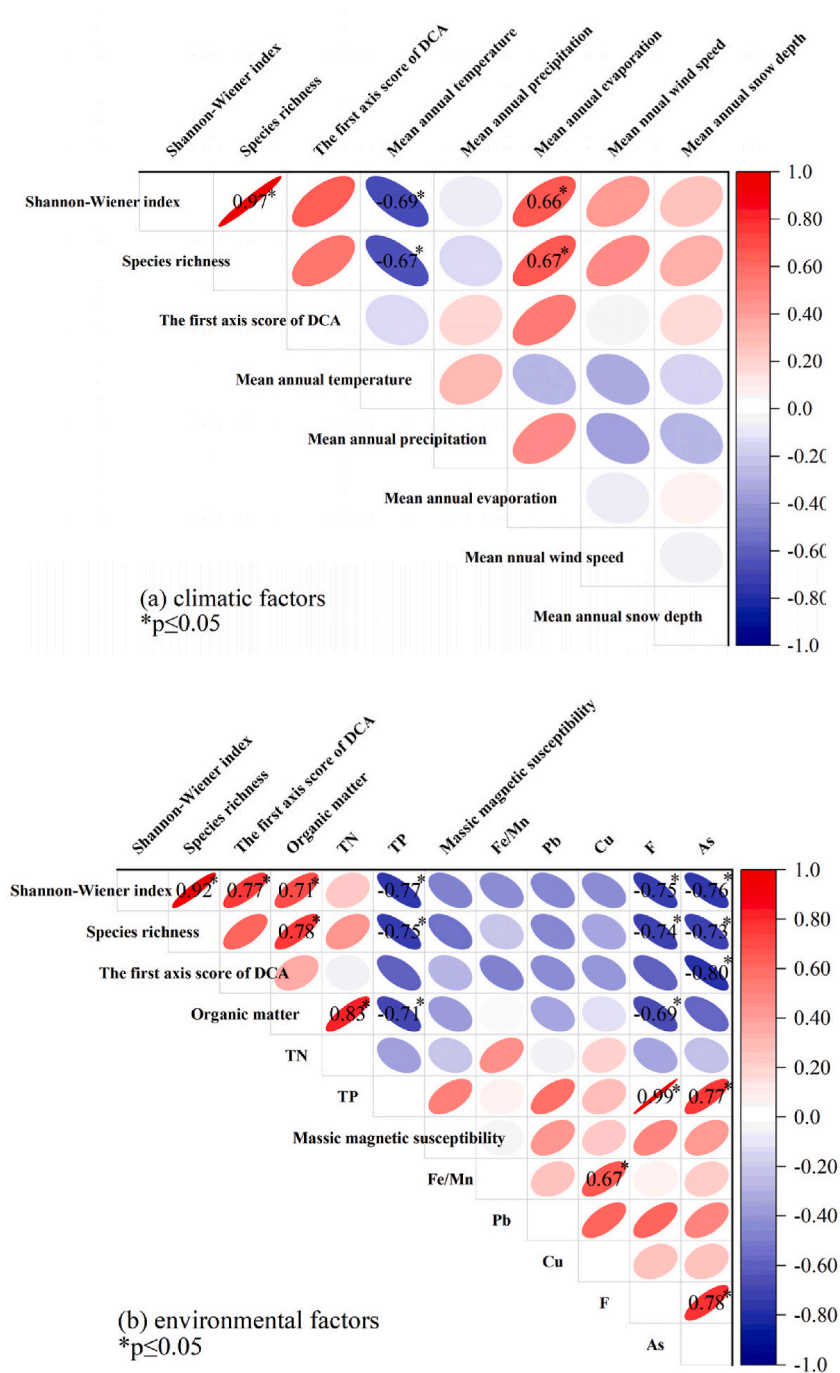 Shannon-Wiener index
Species richness
The first axis score of DCA
Mean annual temperature
Mean annual precipitation
Mean annual evaporation
Mean nnual wind speed
Mean annual snow depth
Shannon-Wiener index 0.97* -0.69* 0.66* 1.0
0.80
Species richness -0.67* 0.67* 0.60
0.40
The first axis score of DCA 0.20
Mean annual temperature 0.0
Mean annual precipitation -0.20
Mean annual evaporation -0.40
Mean nnual wind speed -0.60
(a) climatic factors -0.80
Mean annual snow depth
*p≤0.05
-1.0
Shannon-Wiener index
Species richness
The first axis score of DCA
Organic matter
TN
TP
Massic magnetic susceptibility
Fe/Mn
Pb
Cu
F
As
Shannon-Wiener index 0.92* 0.77* 0.71* -0.77* -0.75* -0.76* 1.0
Species richness 0.78* -0.75* -0.74* -0.73* 0.80
The first axis score of DCA -0.80* 0.60
Organic matter 0.83* -0.71* -0.69* 0.40
TN 0.20
TP 0.99* 0.77* 0.0
Massic magnetic susceptibility -0.20
Fe/Mn 0.67*
Pb -0.40
Cu -0.60
(b) environmental factors
F 0.78* -0.80
*p≤0.05
As
-1.0